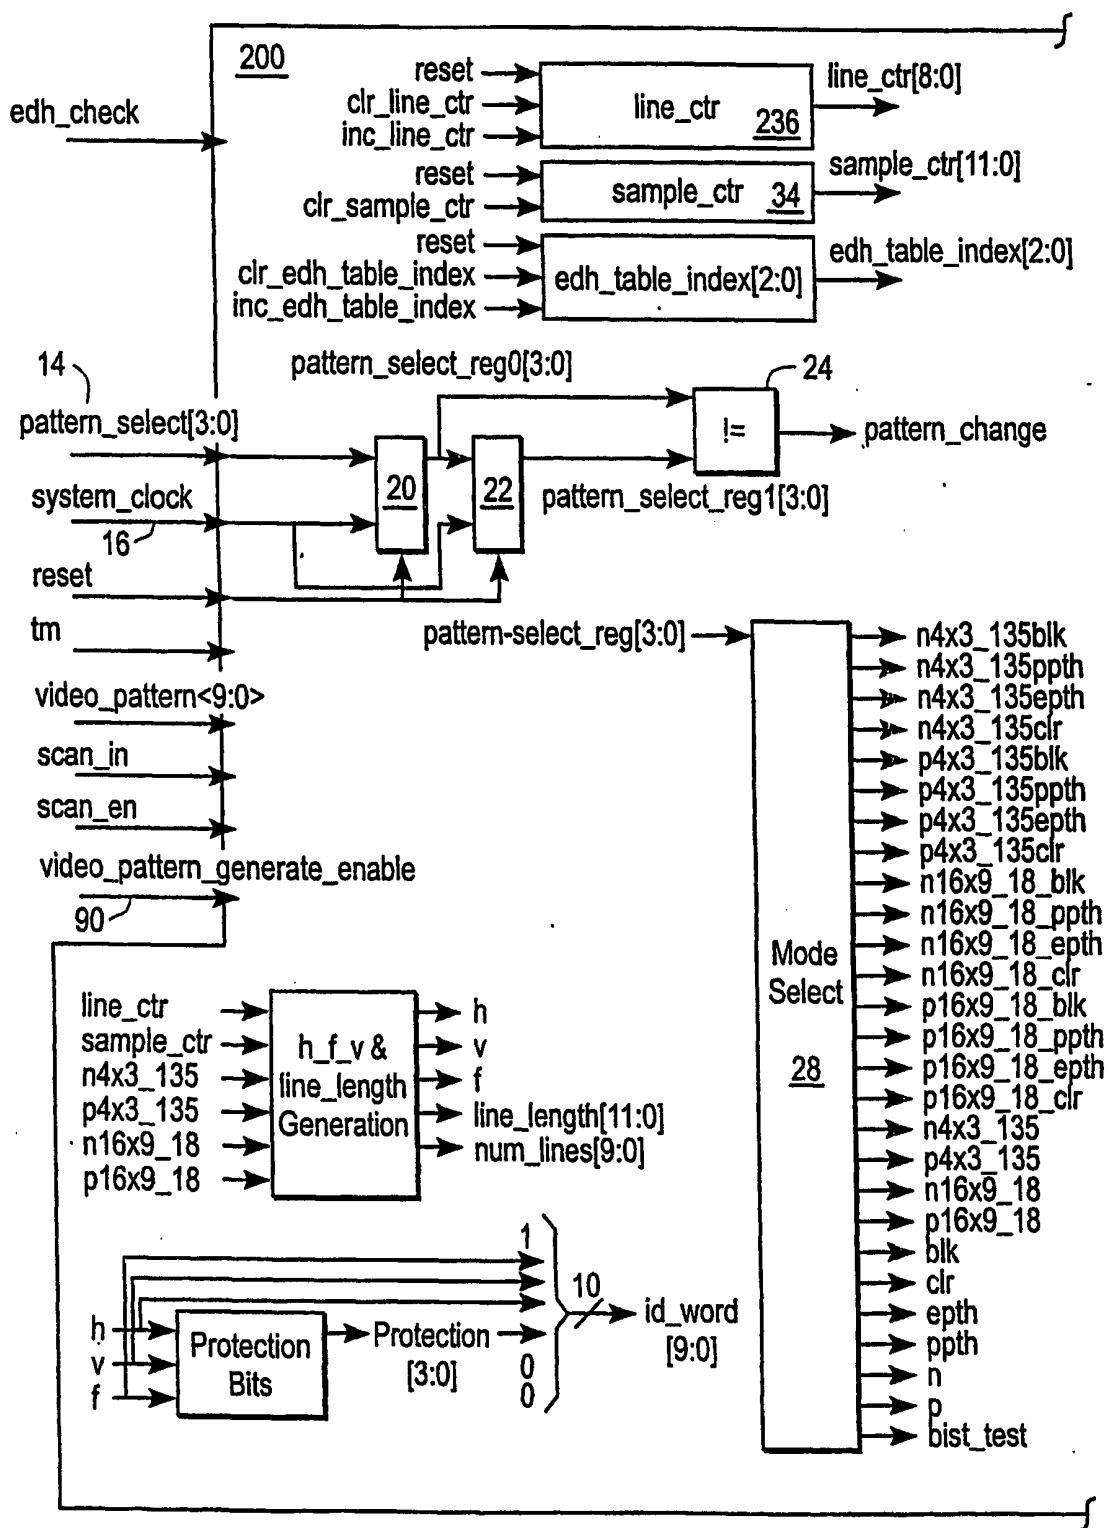 200
edh_check
reset
clr_line_ctr
inc_line_ctr
line_ctr
236
line_ctr[8:0]
reset
clr_sample_ctr
sample_ctr
34
sample_ctr[11:0]
reset
clr_edh_table_index
inc_edh_table_index
edh_table_index[2:0]
edh_table_index[2:0]
14
pattern_select[3:0]
system_clock
16
reset
tm
video_pattern<9:0>
scan_in
scan_en
video_pattern_generate_enable
90
pattern_select_reg0[3:0]
20
22
24
!=
pattern_change
pattern_select_reg1[3:0]
pattern-select_reg[3:0]
Mode
Select
28
n4x3_135blk
n4x3_135ppth
n4x3_135epth
n4x3_135clr
p4x3_135blk
p4x3_135ppth
p4x3_135epth
p4x3_135clr
n16x9_18_blk
n16x9_18_ppth
n16x9_18_epth
n16x9_18_clr
p16x9_18_blk
p16x9_18_ppth
p16x9_18_epth
p16x9_18_clr
n4x3_135
p4x3_135
n16x9_18
p16x9_18
blk
clr
epth
ppth
n
p
bist_test
line_ctr
sample_ctr
n4x3_135
p4x3_135
n16x9_18
p16x9_18
h_f_v &
line_length
Generation
h
v
f
line_length[11:0]
num_lines[9:0]
h
v
f
Protection
Bits
Protection
[3:0]
1
0
0
10
id_word
[9:0]